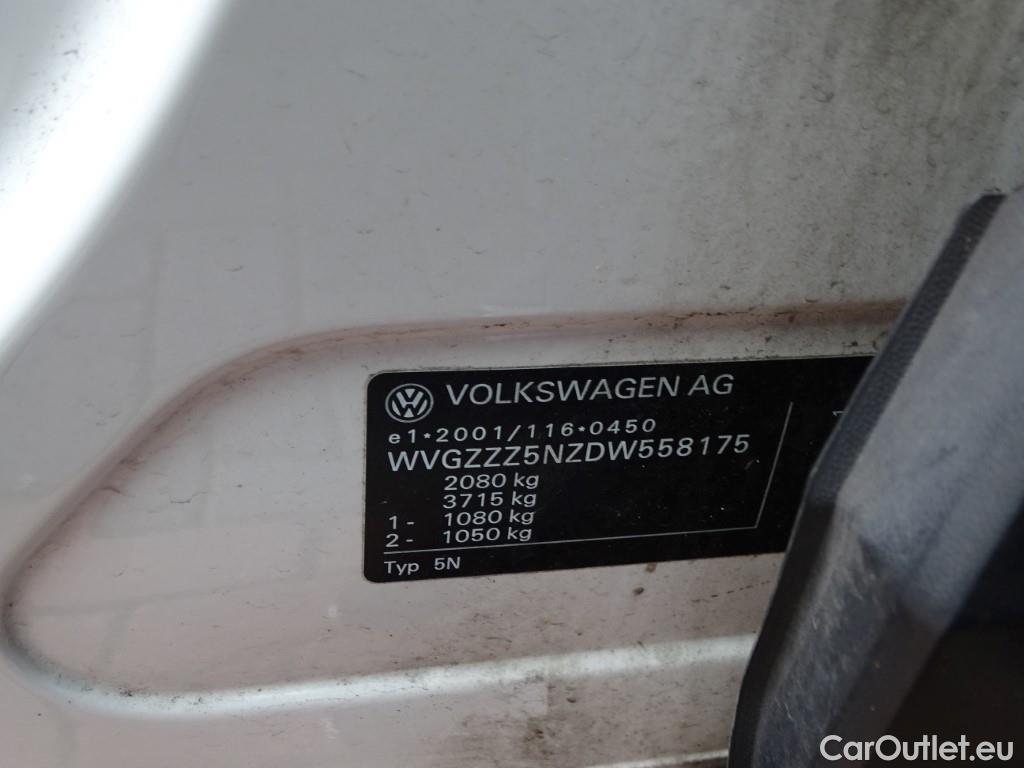 VOLKSWAGEN AG
e1*2001/116*0450
WVGZZZ5NZDW558175
2080 kg
3715 kg
1- 1080 kg
2- 1050 kg
Typ 5N
CarOutlet.eu